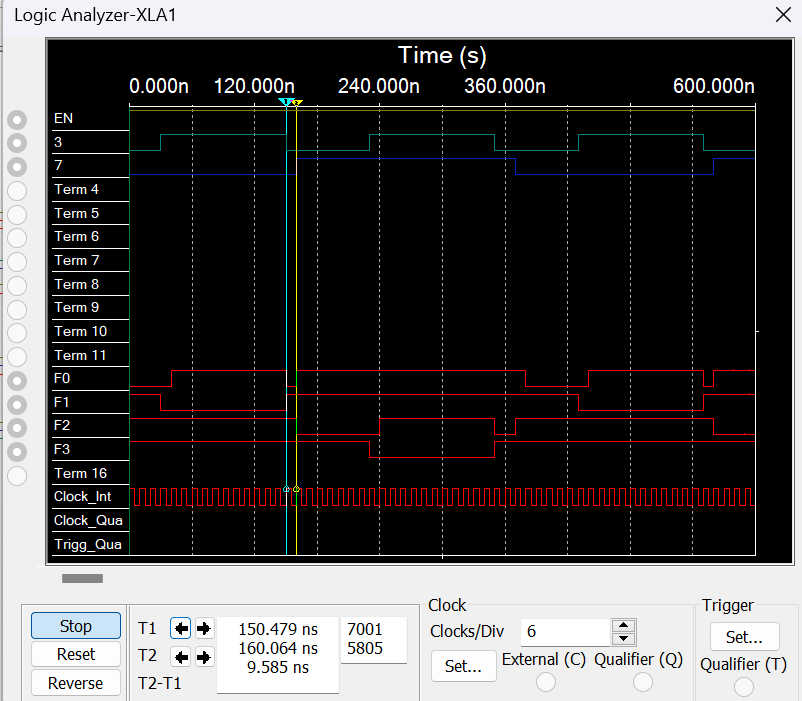 Logic Analyzer-XLA1
Time (s)
0.000n 120.000n 240.000n 360.000n 600.000n
EN
3
7
Term 4
Term 5
Term 6
Term 7
Term 8
Term 9
Term 10
Term 11
F0
F1
F2
F3
Term 16
Clock_Int
Clock_Qua
Trigg_Qua
Stop
Reset
Reverse
T1
T2
T2-T1
150.479 ns 7001
160.064 ns 5805
9.585 ns
Clock
Clocks/Div 6
Set...
External (C) Qualifier (Q)
Trigger
Set...
Qualifier (T)